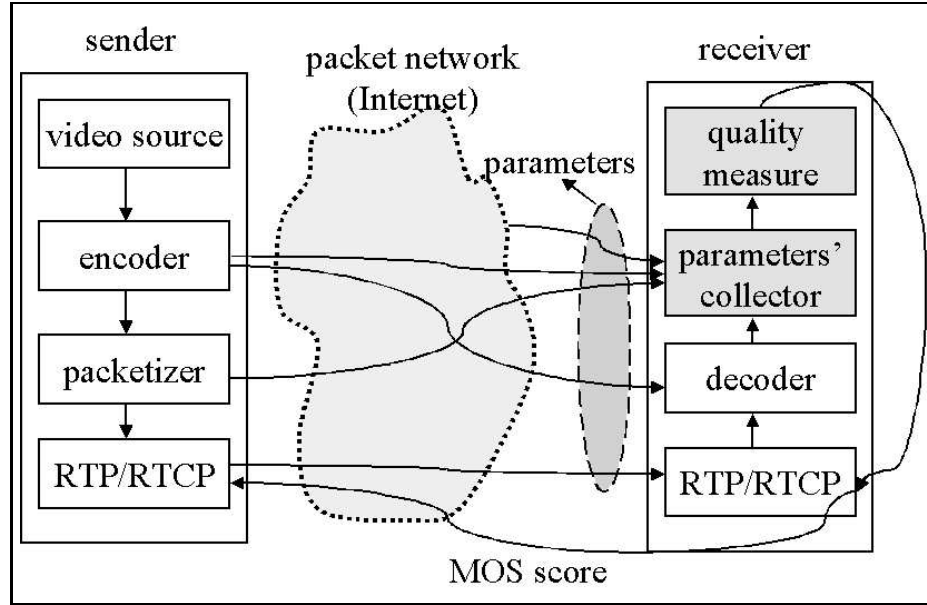 sender
video source
encoder
packetizer
RTP/RTCP
packet network
(Internet)
parameters
receiver
quality
measure
parameters’
collector
decoder
RTP/RTCP
MOS score